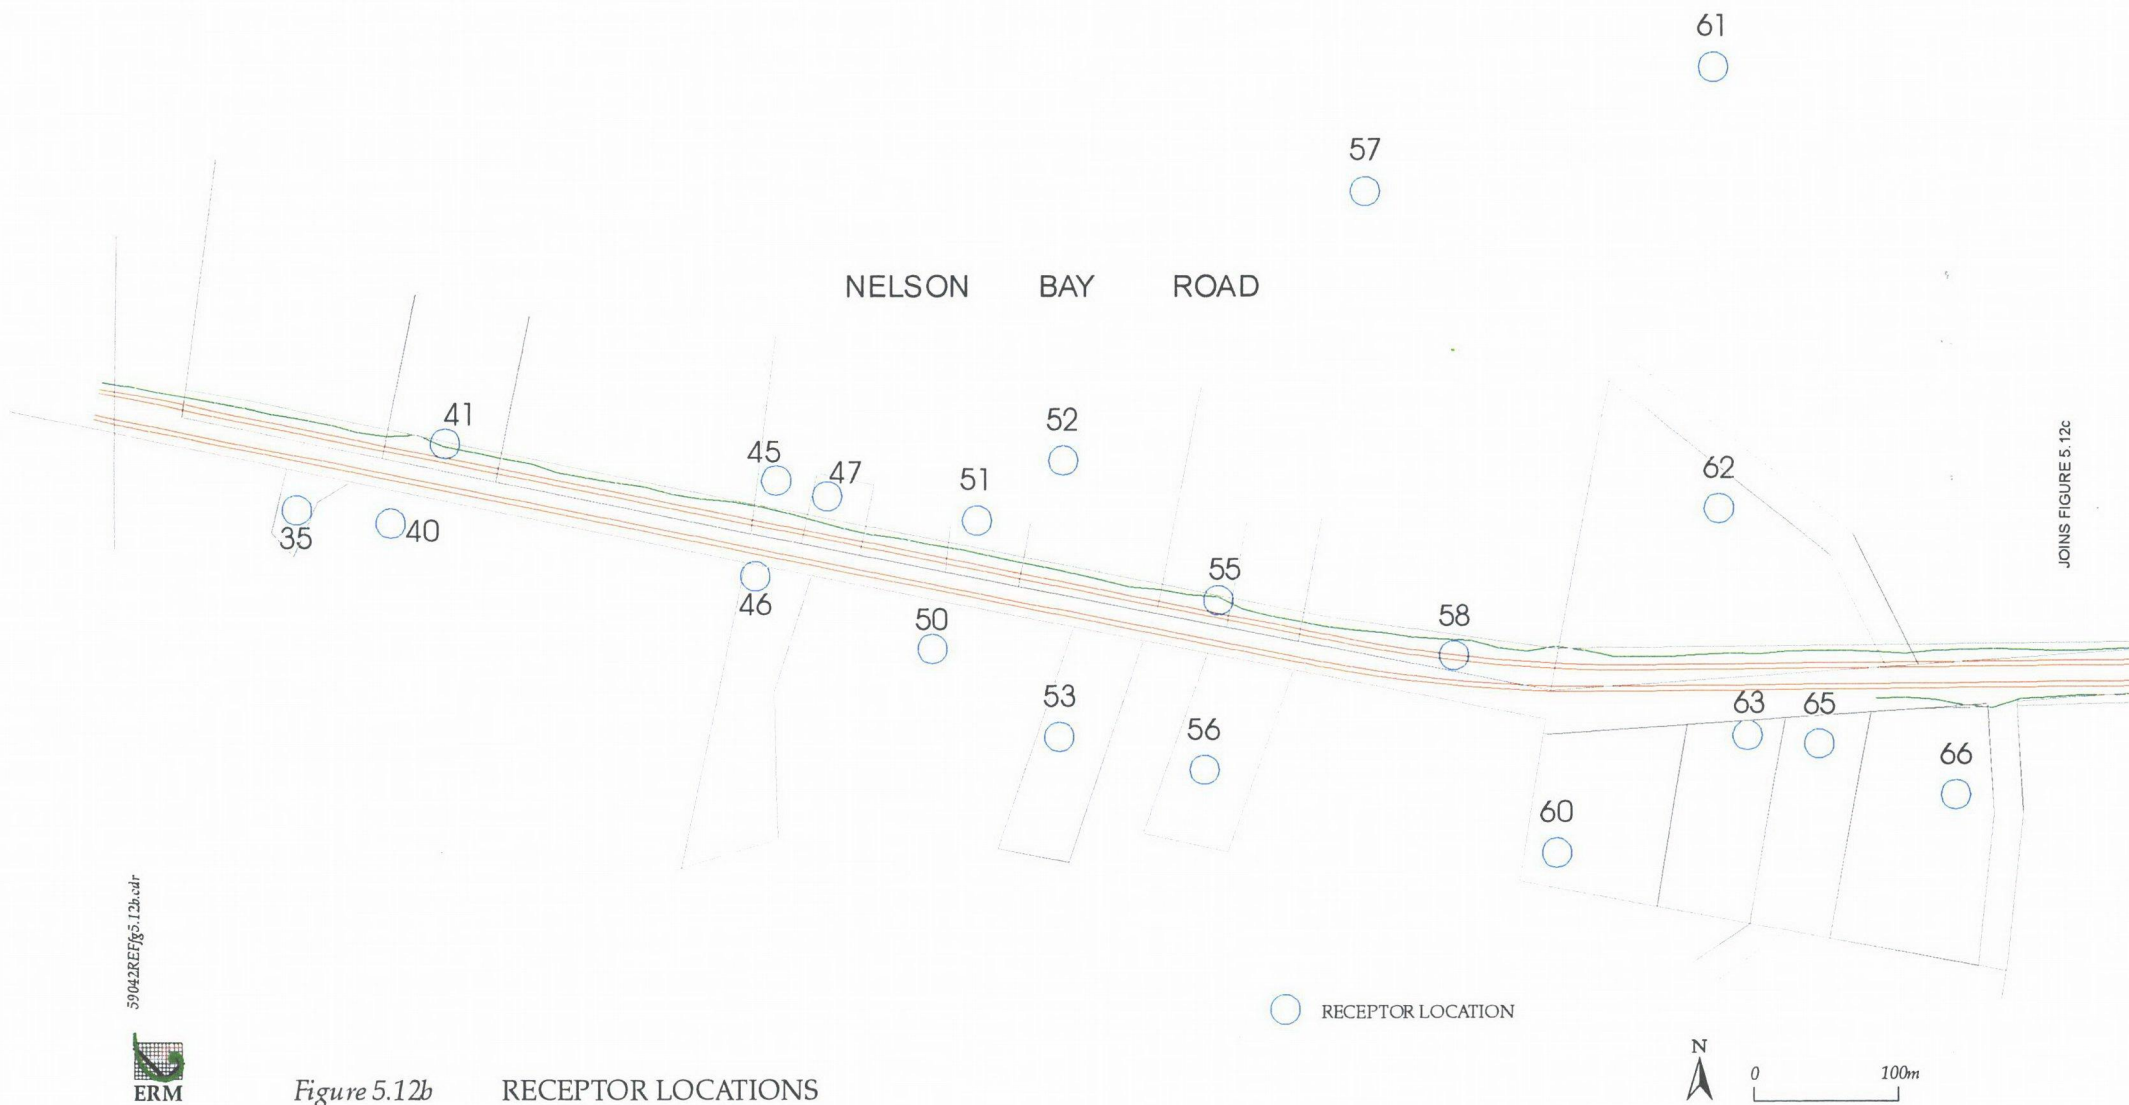 61
57
NELSON BAY ROAD
41
52
45
47
51
62
JOINS FIGURE 5.12c
35
40
55
46
50
58
53
63
65
56
66
60
59042REFfg5.12b.cdr
RECEPTOR LOCATION
N
0 100m
ERM
Figure 5.12b RECEPTOR LOCATIONS